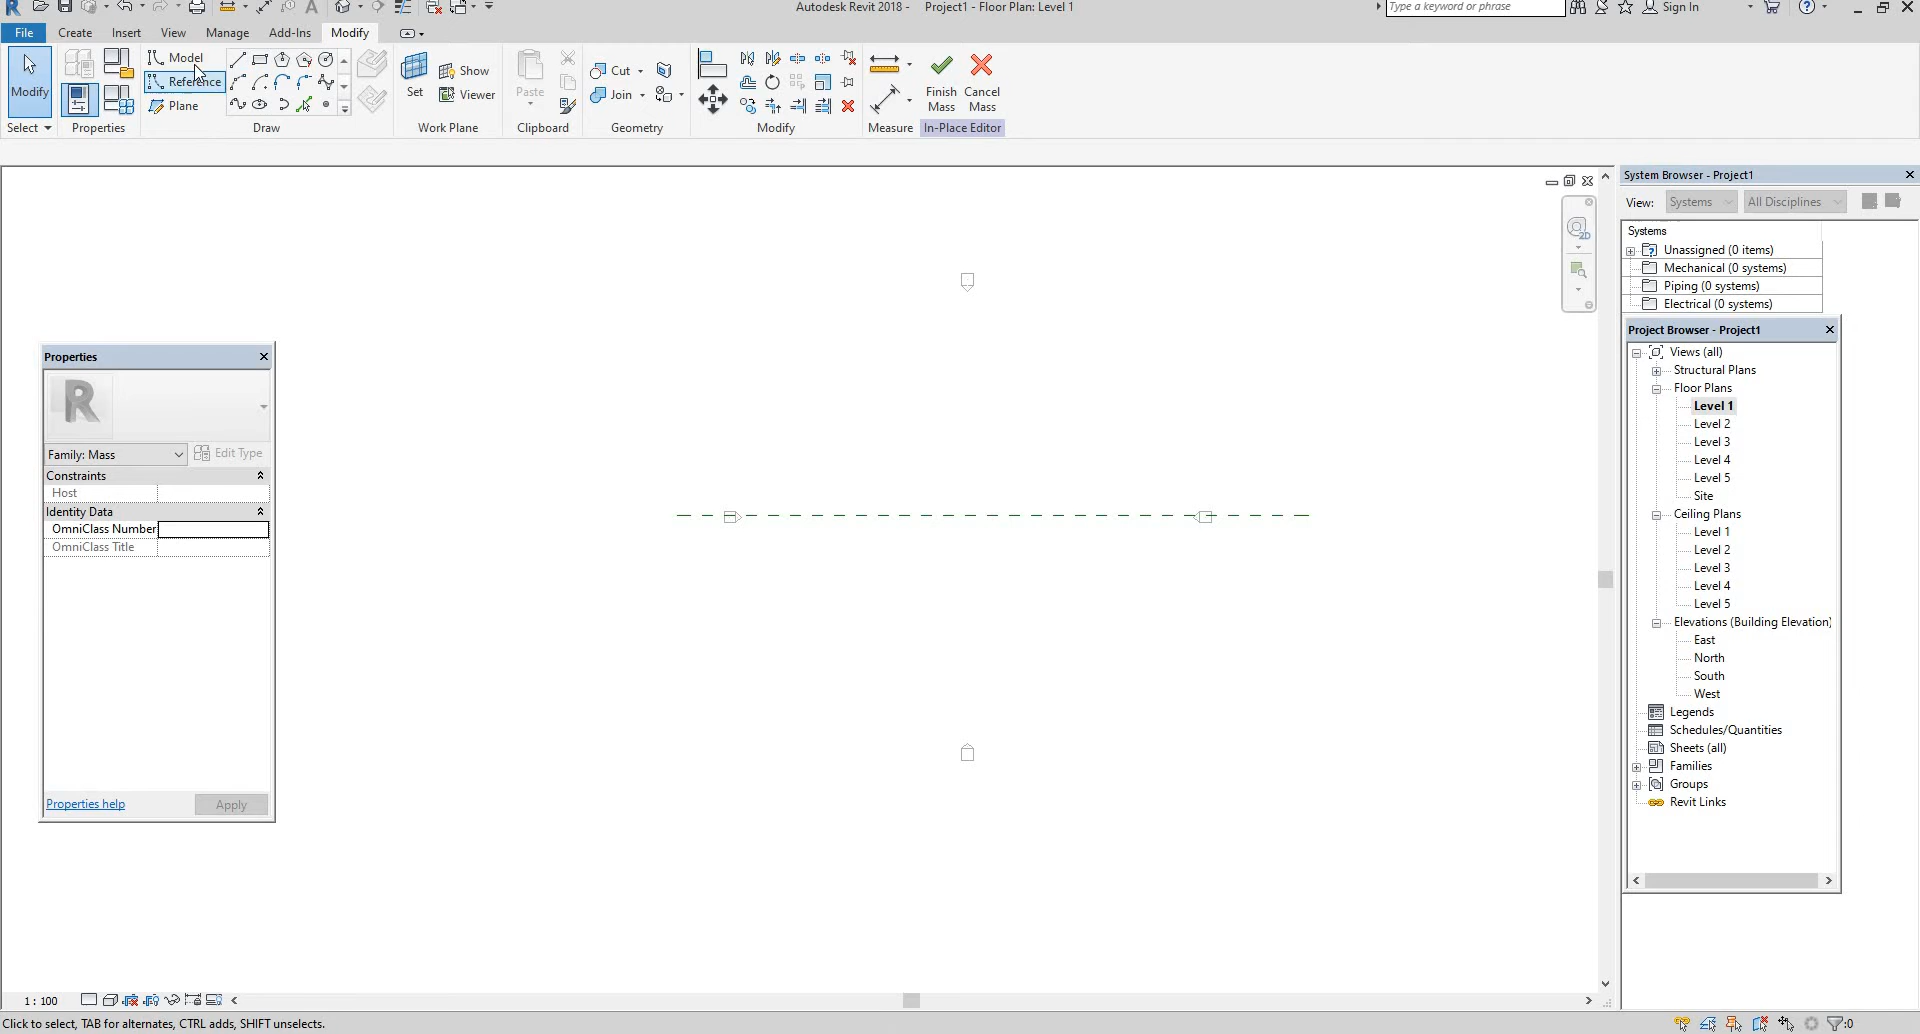 Autodesk Revit 2018 - Project1 - Floor Plan: Level 1
Type a keyword or phrase
Sign In
File Create Insert View Manage Add-Ins Modify
Modify
Select
Properties
Model
Reference
Plane
Draw
Set
Show
Viewer
Work Plane
Paste
Clipboard
Cut
Join
Geometry
Modify
Measure
Finish Mass
Cancel Mass
In-Place Editor
Properties
R
Family: Mass
Edit Type
Constraints
Host
Identity Data
OmniClass Number
OmniClass Title
Properties help
Apply
2D
System Browser - Project1
View: Systems All Disciplines
Systems
Unassigned (0 items)
Mechanical (0 systems)
Piping (0 systems)
Electrical (0 systems)
Project Browser - Project1
Views (all)
Structural Plans
Floor Plans
Level 1
Level 2
Level 3
Level 4
Level 5
Site
Ceiling Plans
Level 1
Level 2
Level 3
Level 4
Level 5
Elevations (Building Elevation)
East
North
South
West
Legends
Schedules/Quantities
Sheets (all)
Families
Groups
Revit Links
1 : 100
Click to select, TAB for alternates, CTRL adds, SHIFT unselects.
:0